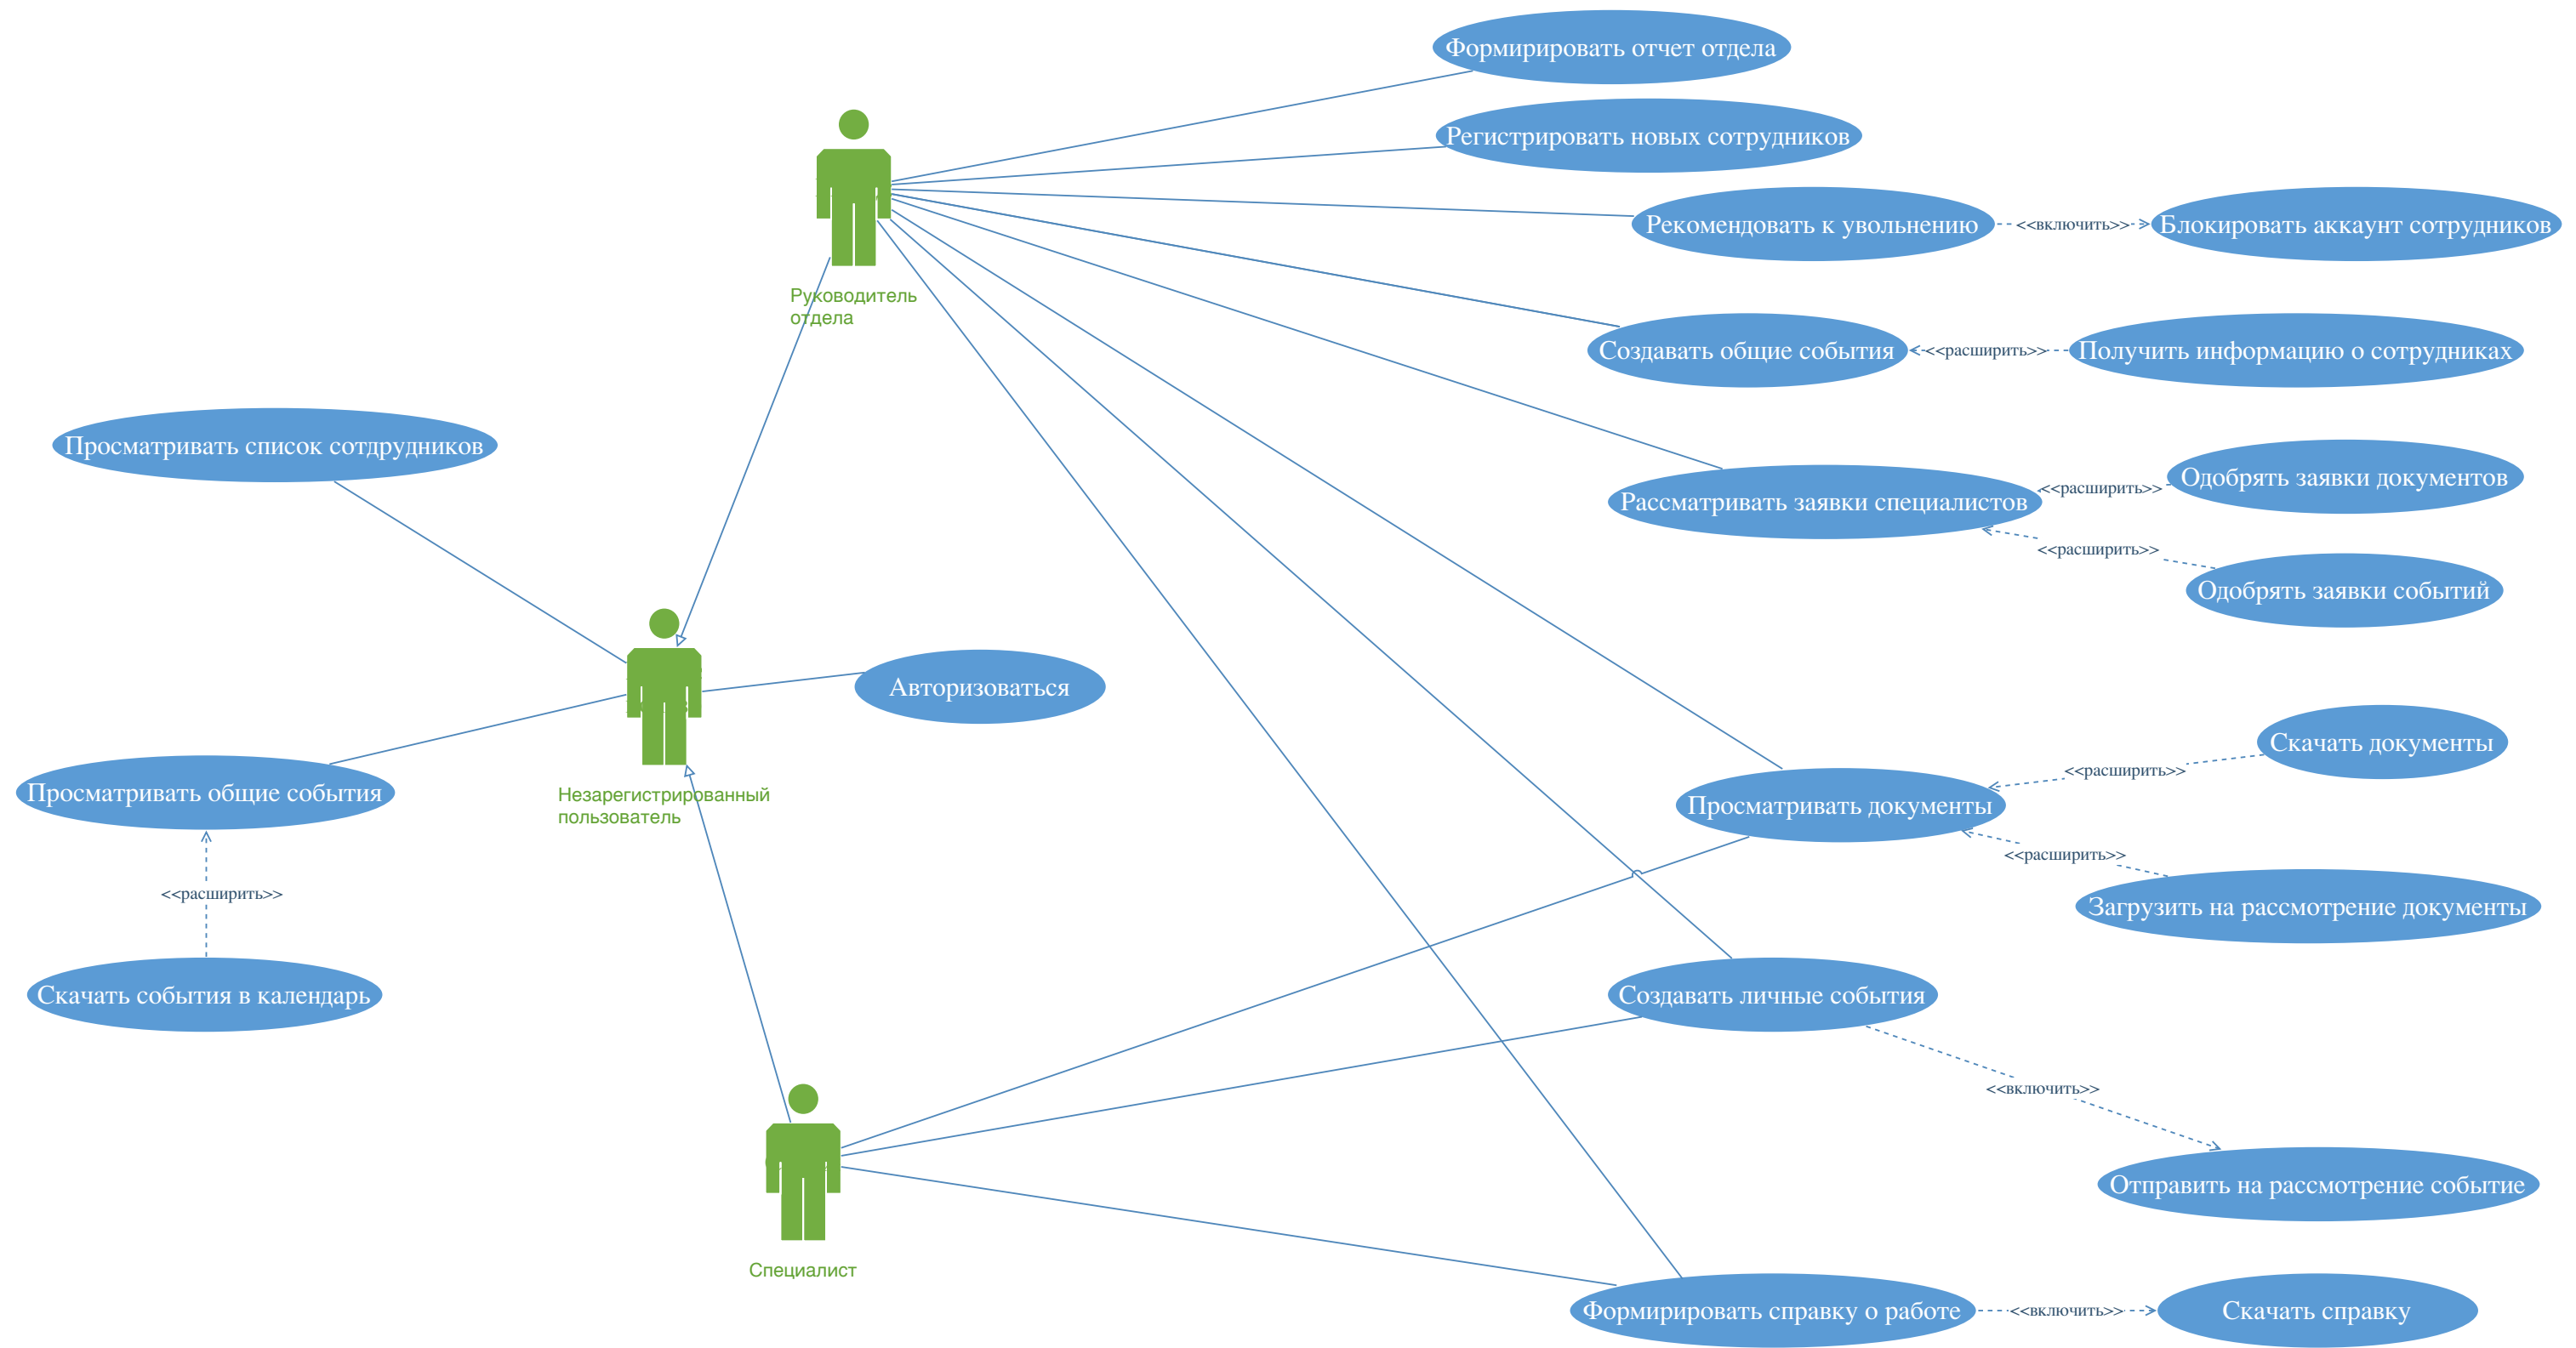 Формирировать отчет отдела
Регистрировать новых сотрудников
Рекомендовать к увольнению
<<включить>>
Блокировать аккаунт сотрудников
Руководитель
отдела
Создавать общие события
<<расширить>>
Получить информацию о сотрудниках
Просматривать список сотдрудников
Рассматривать заявки специалистов
<<расширить>>
Одобрять заявки документов
<<расширить>>
Одобрять заявки событий
Авторизоваться
Незарегистрированный
пользователь
Просматривать общие события
<<расширить>>
Скачать события в календарь
Просматривать документы
<<расширить>>
Скачать документы
<<расширить>>
Загрузить на рассмотрение документы
Создавать личные события
<<включить>>
Отправить на рассмотрение событие
Специалист
Формирировать справку о работе
<<включить>>
Скачать справку